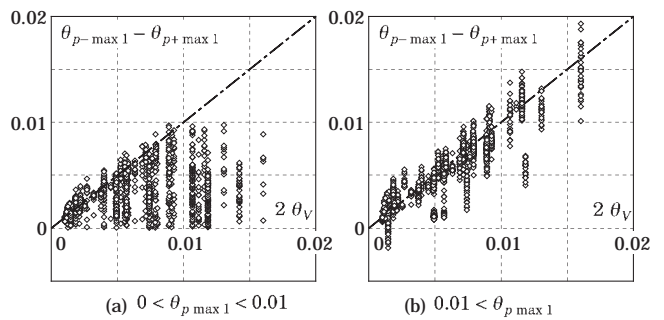 0.02 0.02
θp− max 1 − θp+ max 1 θp− max 1 − θp+ max 1
0.01 0.01
0 2 θV 0 2 θV
0 0.01 0.02 0 0.01 0.02
(a) 0 < θp max 1 < 0.01 (b) 0.01 < θp max 1